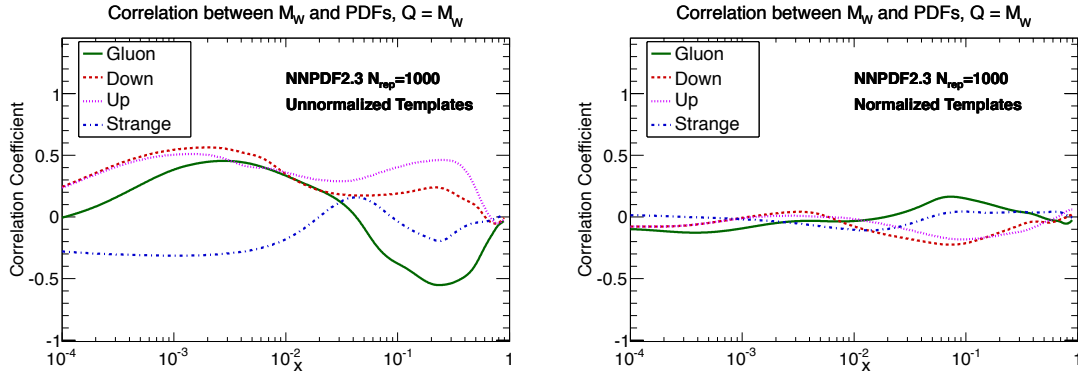 Correlation between M_W and PDFs, Q = M_W
Correlation Coefficient
1
0.5
0
-0.5
-1
Gluon
Down
Up
Strange
NNPDF2.3 N_rep=1000
Unnormalized Templates
10^-4
10^-3
10^-2
10^-1
1
x
Correlation between M_W and PDFs, Q = M_W
Correlation Coefficient
1
0.5
0
-0.5
-1
Gluon
Down
Up
Strange
NNPDF2.3 N_rep=1000
Normalized Templates
10^-4
10^-3
10^-2
10^-1
1
x